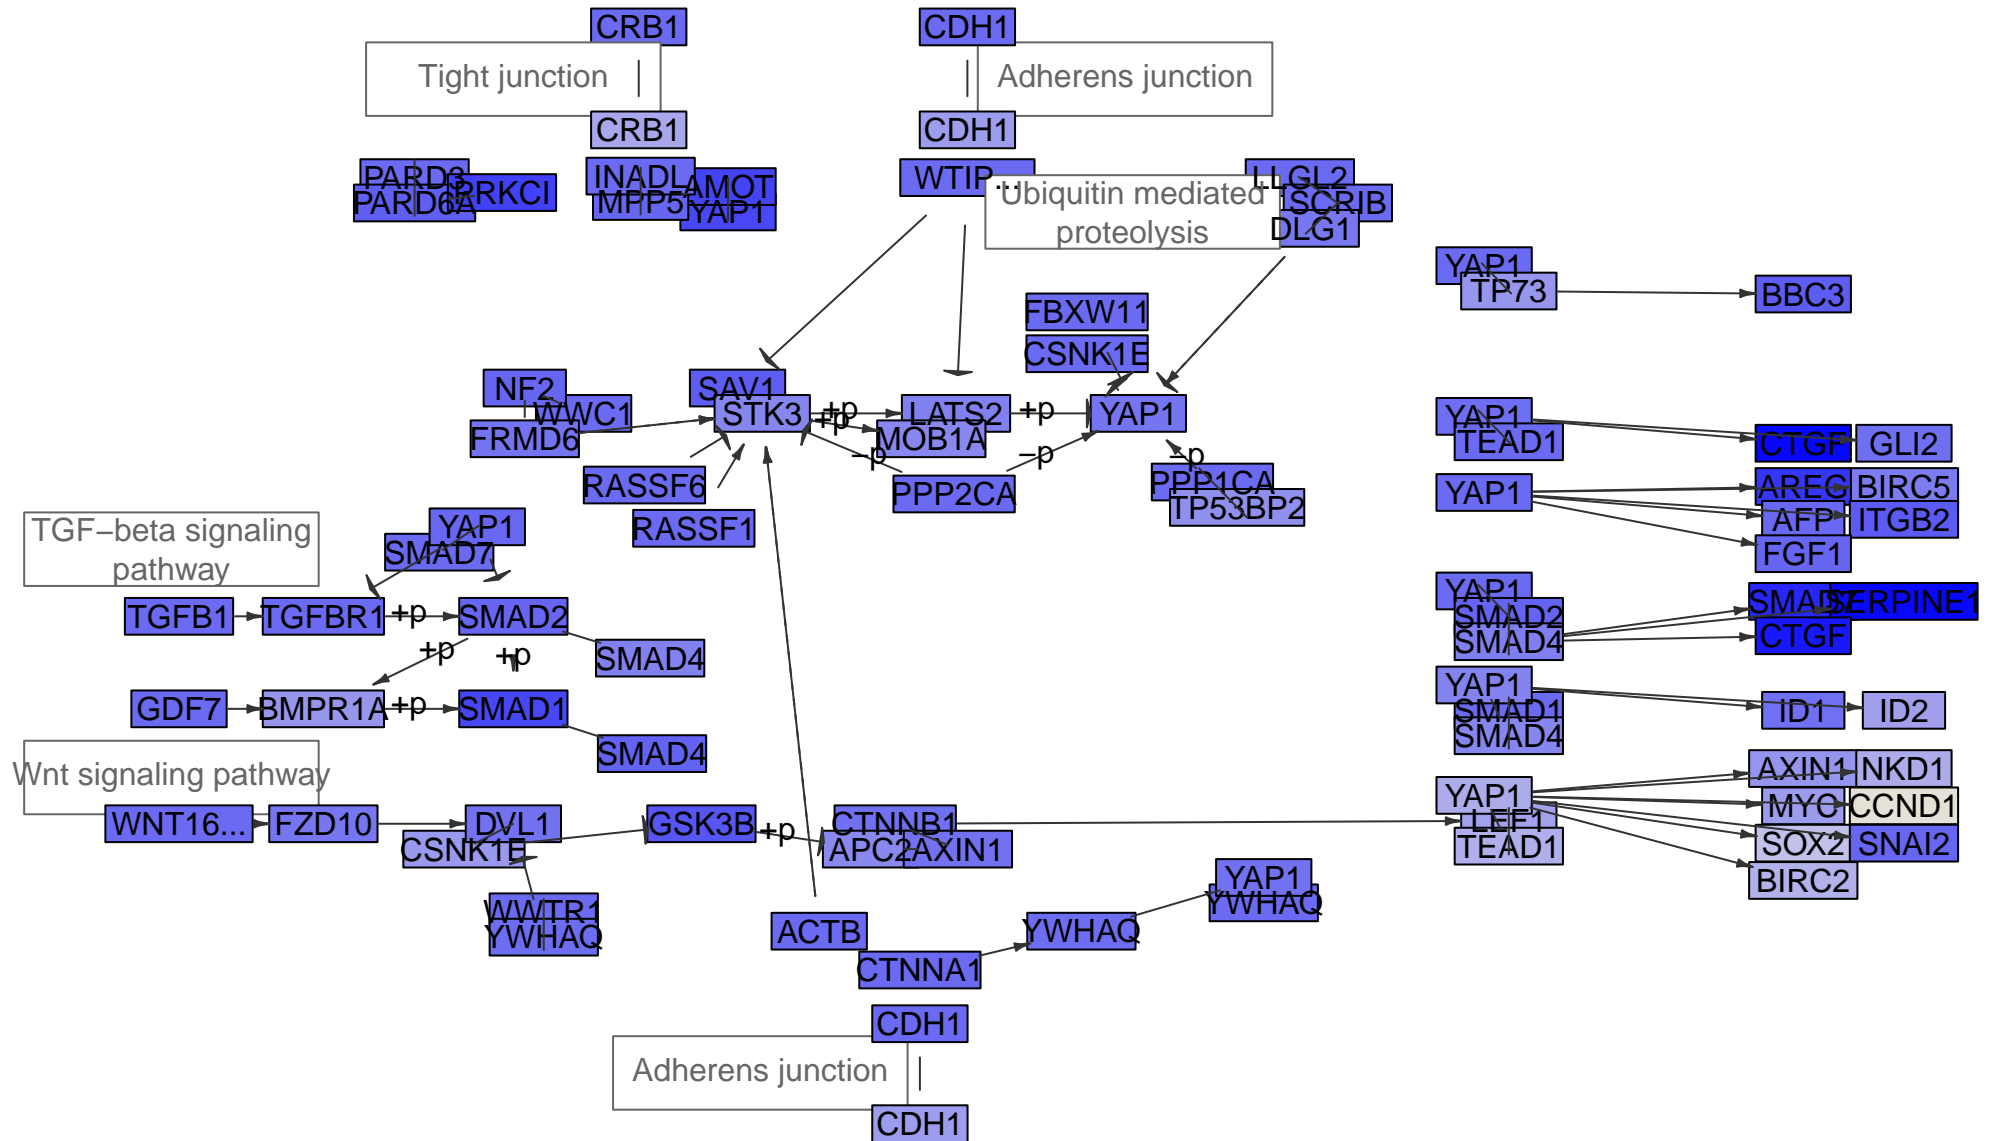 CRB1
CDH1
Tight junction
Adherens junction
CRB1
CDH1
PARD3
PRKCI
PARD6A
INADL
AMOT
MPP5
YAP1
WTIP...
Ubiquitin mediated
proteolysis
LLGL2
SCRIB
DLG1
YAP1
TP73
BBC3
FBXW11
CSNK1E
NF2
WWC1
FRMD6
SAV1
STK3
+p
+p
LATS2
MOB1A
+p
YAP1
−p
−p
−p
RASSF6
RASSF1
PPP2CA
PPP1CA
TP53BP2
YAP1
TEAD1
CTGF
GLI2
YAP1
AREG
BIRC5
AFP
ITGB2
FGF1
TGF−beta signaling
pathway
YAP1
SMAD7
TGFB1
TGFBR1
+p
SMAD2
SMAD4
+p
+p
GDF7
BMPR1A
+p
SMAD1
SMAD4
YAP1
SMAD2
SMAD4
SMAD7
SERPINE1
CTGF
YAP1
SMAD1
SMAD4
ID1
ID2
Wnt signaling pathway
WNT16...
FZD10
DVL1
CSNK1E
GSK3B
+p
CTNNB1
APC2
AXIN1
YAP1
LEF1
TEAD1
AXIN1
NKD1
MYC
CCND1
SOX2
SNAI2
BIRC2
WWTR1
YWHAQ
ACTB
CTNNA1
YWHAQ
YAP1
YWHAQ
CDH1
Adherens junction
CDH1